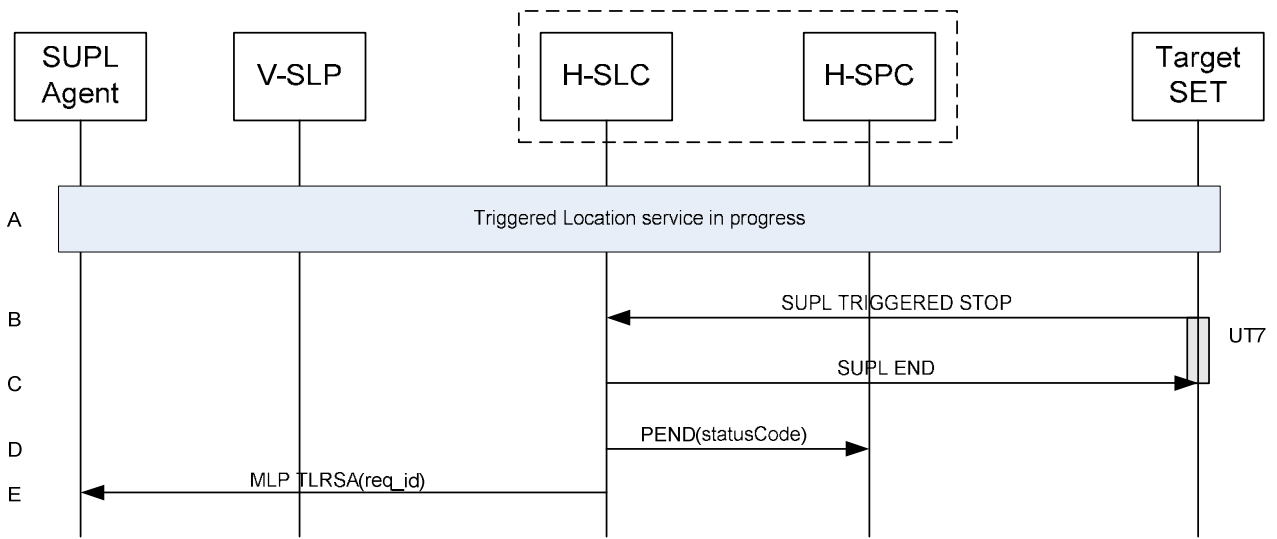 SUPL
Agent
V-SLP
H-SLC
H-SPC
Target
SET
A
Triggered Location service in progress
B
SUPL TRIGGERED STOP
UT7
C
SUPL END
D
PEND(statusCode)
E
MLP TLRSA(req_id)